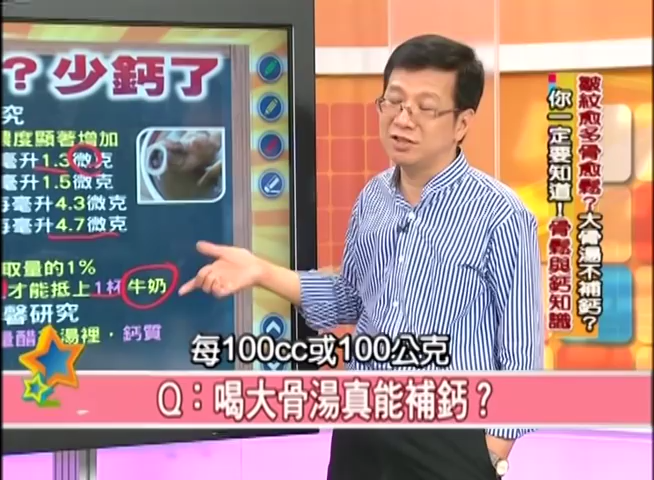 ？少鈣了
究
濃度顯著增加
毫升1.3微克
毫升1.5微克
每毫升4.3微克
每毫升4.7微克
取量的1%
才能抵上1杯牛奶
醫研究
量醋 湯裡，鈣質
皺紋愈多骨愈鬆？大骨湯不補鈣？
你一定要知道！骨鬆與鈣知識
每100cc或100公克
Q：喝大骨湯真能補鈣？